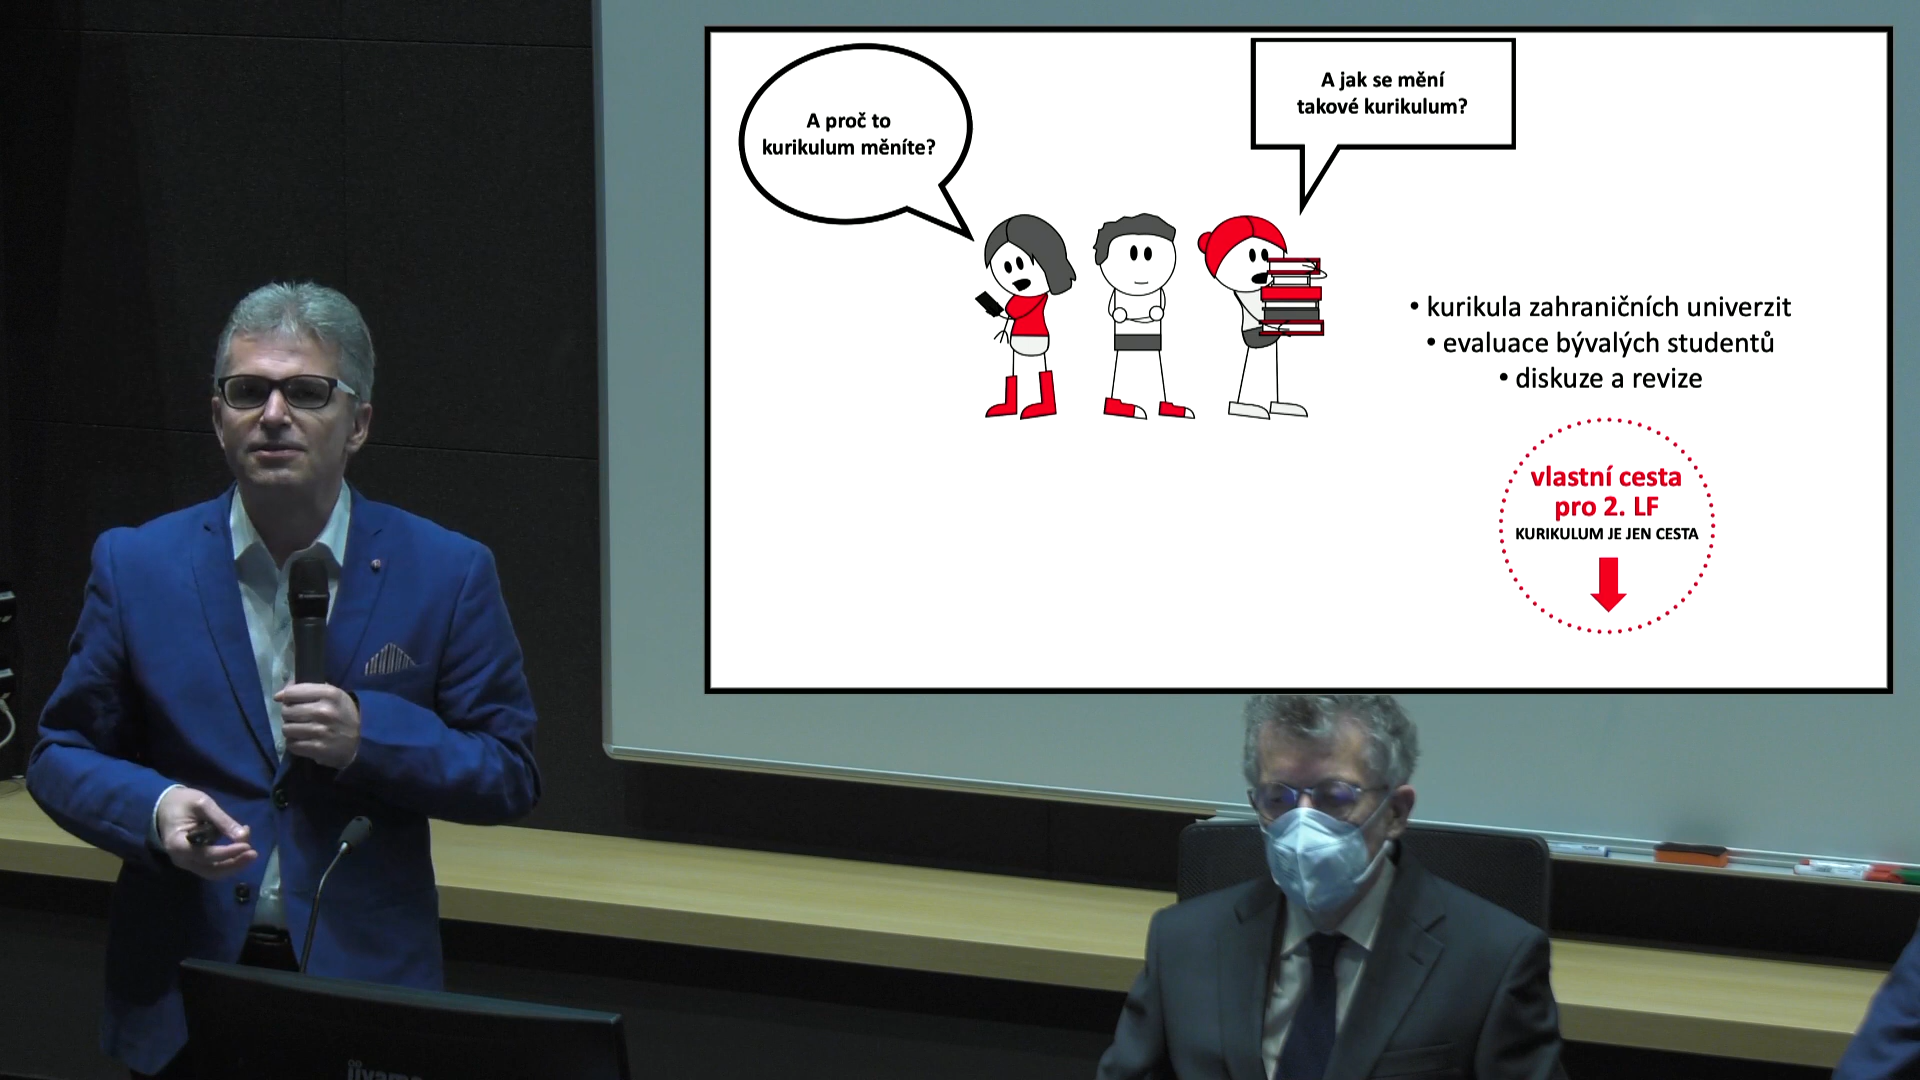 A proč to
kurikulum měníte?
A jak se mění
takové kurikulum?
• kurikula zahraničních univerzit
• evaluace bývalých studentů
• diskuze a revize
vlastní cesta
pro 2. LF
KURIKULUM JE JEN CESTA